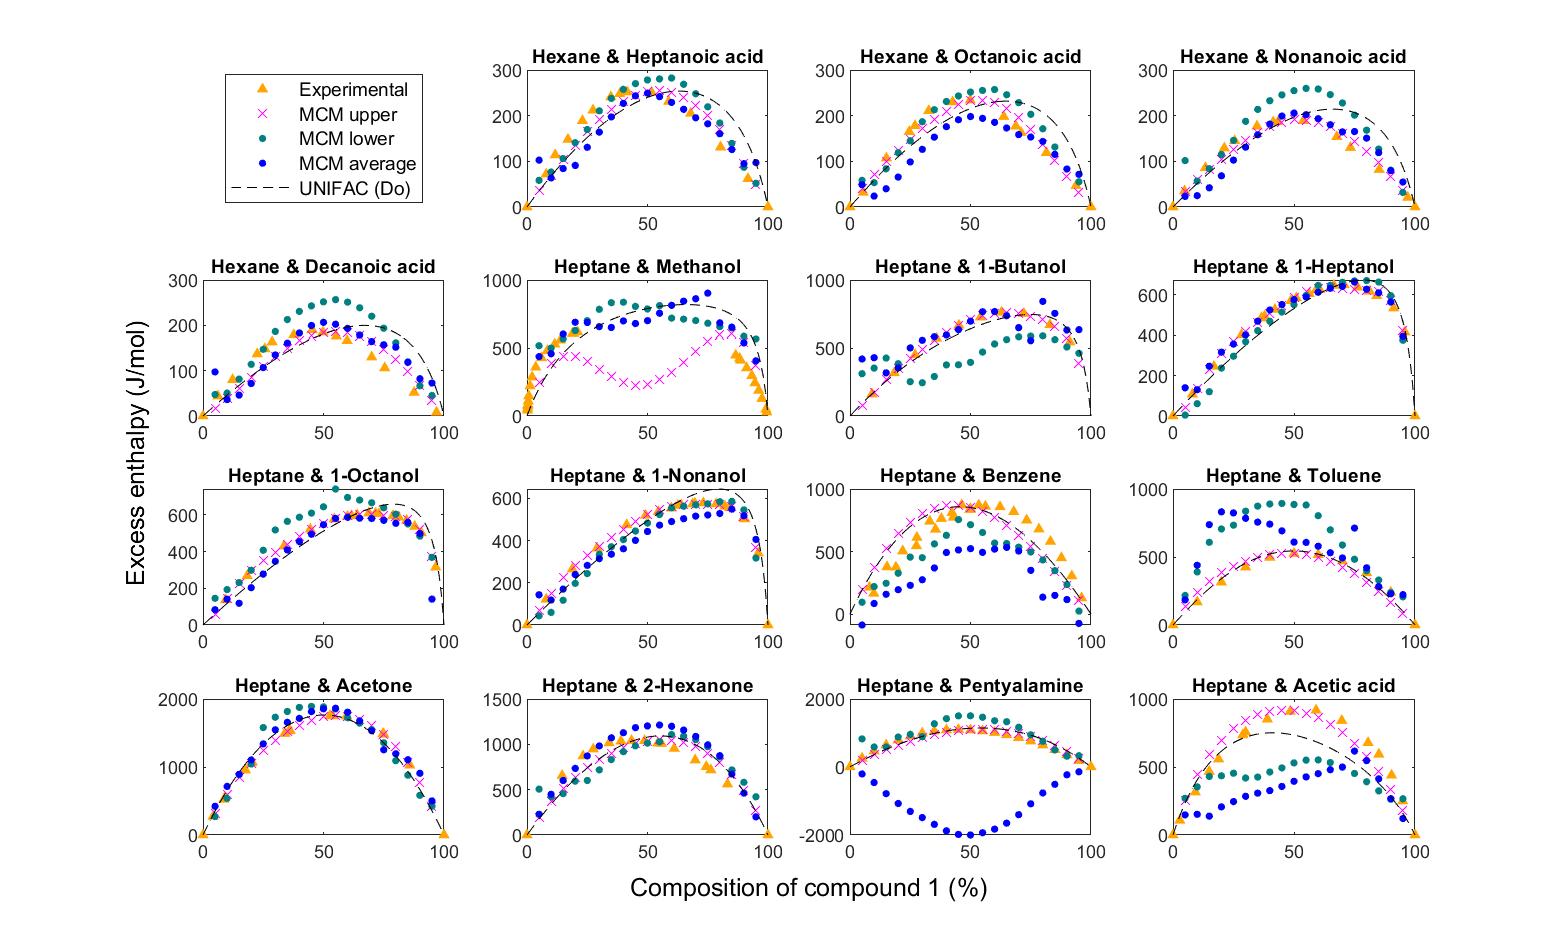 Experimental
MCM upper
MCM lower
MCM average
UNIFAC (Do)
Hexane & Heptanoic acid
300
200
100
0
0 50 100
Hexane & Octanoic acid
300
200
100
0
0 50 100
Hexane & Nonanoic acid
300
200
100
0
0 50 100
Hexane & Decanoic acid
300
200
100
0
0 50 100
Heptane & Methanol
1000
500
0
0 50 100
Heptane & 1-Butanol
1000
500
0
0 50 100
Heptane & 1-Heptanol
600
400
200
0
0 50 100
Heptane & 1-Octanol
600
400
200
0
0 50 100
Heptane & 1-Nonanol
600
400
200
0
0 50 100
Heptane & Benzene
1000
500
0
0 50 100
Heptane & Toluene
1000
500
0
0 50 100
Heptane & Acetone
2000
1000
0
0 50 100
Heptane & 2-Hexanone
1500
1000
500
0
0 50 100
Heptane & Pentyalamine
2000
0
-2000
0 50 100
Heptane & Acetic acid
1000
500
0
0 50 100
Excess enthalpy (J/mol)
Composition of compound 1 (%)